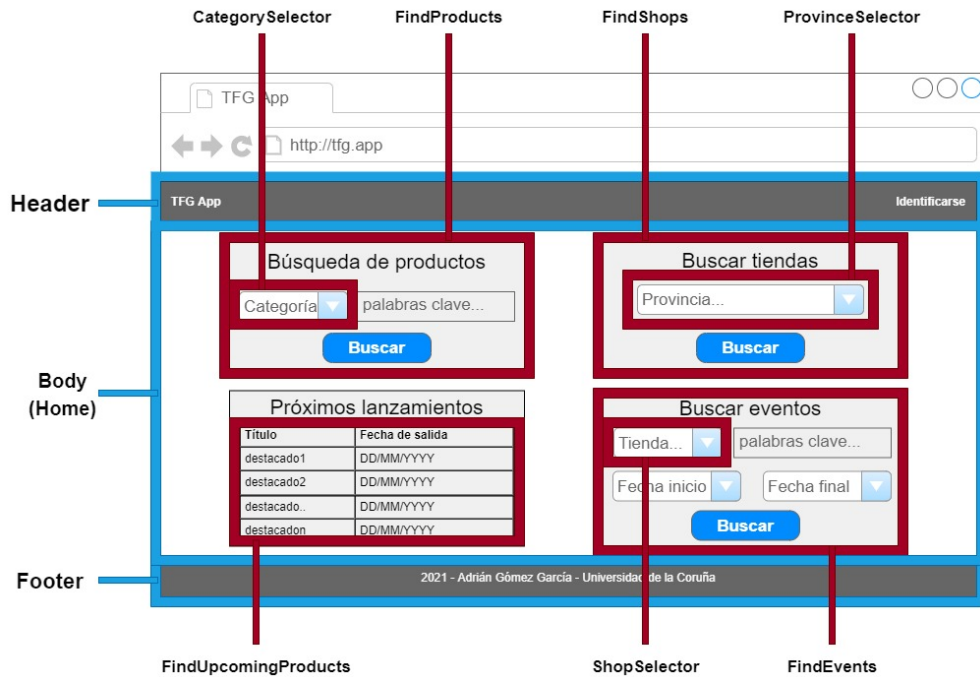 CategorySelector
FindProducts
FindShops
ProvinceSelector
TFG App
http://tfg.app
Header
TFG App
Identificarse
Búsqueda de productos
Categoría
palabras clave...
Buscar
Buscar tiendas
Provincia...
Buscar
Body
(Home)
Próximos lanzamientos
Título Fecha de salida
destacado1 DD/MM/YYYY
destacado2 DD/MM/YYYY
destacado.. DD/MM/YYYY
destacadon DD/MM/YYYY
Buscar eventos
Tienda...
palabras clave...
Fecha inicio
Fecha final
Buscar
Footer
2021 - Adrián Gómez García - Universidad de la Coruña
FindUpcomingProducts
ShopSelector
FindEvents